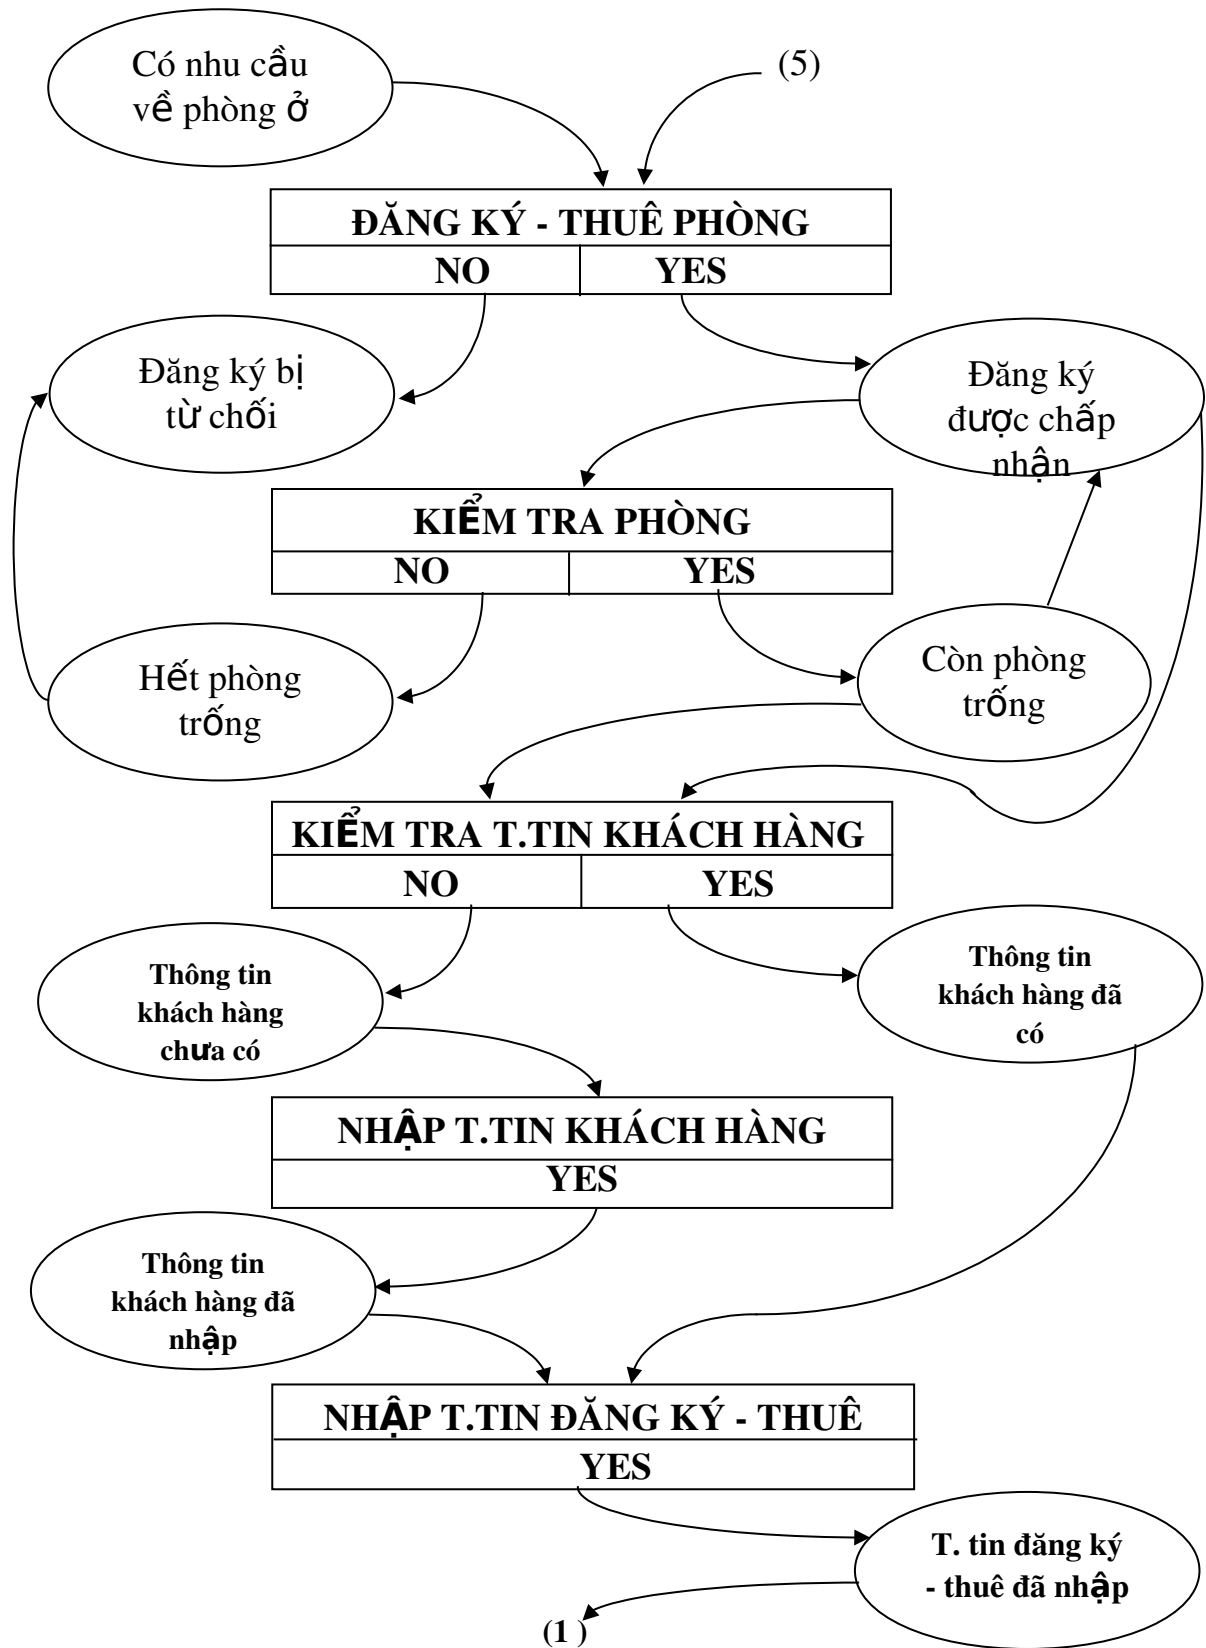 Có nhu cầu
về phòng ở
(5)
ĐĂNG KÝ - THUÊ PHÒNG
NO
YES
Đăng ký bị
từ chối
Đăng ký
được chấp
nhận
KIỂM TRA PHÒNG
NO
YES
Hết phòng
trống
Còn phòng
trống
KIỂM TRA T.TIN KHÁCH HÀNG
NO
YES
Thông tin
khách hàng
chưa có
Thông tin
khách hàng đã
có
NHẬP T.TIN KHÁCH HÀNG
YES
Thông tin
khách hàng đã
nhập
NHẬP T.TIN ĐĂNG KÝ - THUÊ
YES
T. tin đăng ký
- thuê đã nhập
(1 )